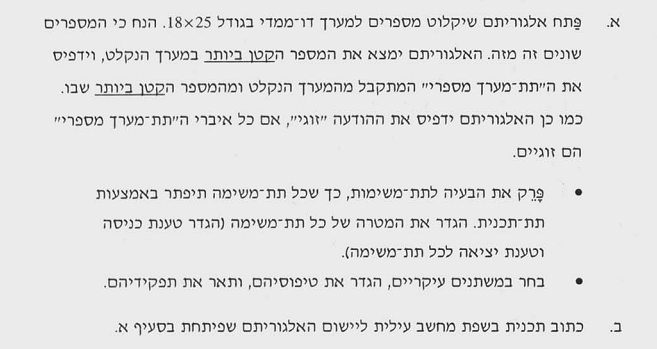 א. פַּתח אלגוריתם שיקלוט מספרים למערך דו־ממדי בגודל 18×25. הנח כי המספרים
שונים זה מזה. האלגוריתם ימצא את המספר הקטן ביותר במערך הנקלט, וידפיס
את ה״תת־מערך מספרי״ המתקבל מהמערך הנקלט ומהמספר הקטן ביותר שבו.
כמו כן האלגוריתם ידפיס את ההודעה ״זוגי״, אם כל איברי ה״תת־מערך מספרי״
הם זוגיים.
• פָּרֵק את הבעיה לתת־משימות, כך שכל תת־משימה תיפתר באמצעות
תת־תכנית. הגדר את המטרה של כל תת־משימה (הגדר טענת כניסה
וטענת יציאה לכל תת־משימה).
• בחר במשתנים עיקריים, הגדר את טיפוסיהם, ותאר את תפקידיהם.
ב. כתוב תכנית בשפת מחשב עילית ליישום האלגוריתם שפיתחת בסעיף א.